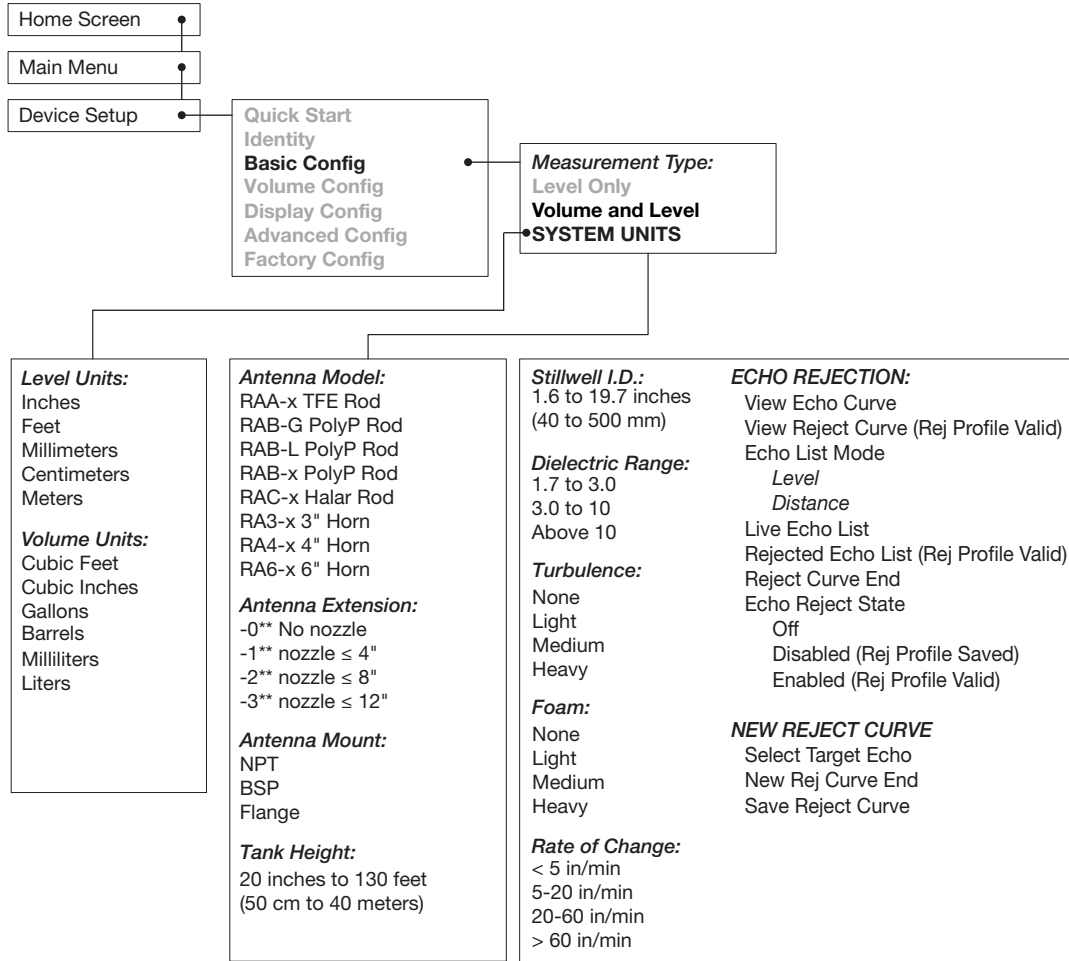 Home Screen
Main Menu
Device Setup
Quick Start
Identity
Basic Config
Volume Config
Display Config
Advanced Config
Factory Config
Measurement Type:
Level Only
Volume and Level
SYSTEM UNITS
Level Units:
Inches
Feet
Millimeters
Centimeters
Meters
Volume Units:
Cubic Feet
Cubic Inches
Gallons
Barrels
Milliliters
Liters
Antenna Model:
RAA-x TFE Rod
RAB-G PolyP Rod
RAB-L PolyP Rod
RAB-x PolyP Rod
RAC-x Halar Rod
RA3-x 3" Horn
RA4-x 4" Horn
RA6-x 6" Horn
Antenna Extension:
-0** No nozzle
-1** nozzle ≤ 4"
-2** nozzle ≤ 8"
-3** nozzle ≤ 12"
Antenna Mount:
NPT
BSP
Flange
Tank Height:
20 inches to 130 feet
(50 cm to 40 meters)
Stillwell I.D.:
1.6 to 19.7 inches
(40 to 500 mm)
Dielectric Range:
1.7 to 3.0
3.0 to 10
Above 10
Turbulence:
None
Light
Medium
Heavy
Foam:
None
Light
Medium
Heavy
Rate of Change:
< 5 in/min
5-20 in/min
20-60 in/min
> 60 in/min
ECHO REJECTION:
View Echo Curve
View Reject Curve (Rej Profile Valid)
Echo List Mode
Level
Distance
Live Echo List
Rejected Echo List (Rej Profile Valid)
Reject Curve End
Echo Reject State
Off
Disabled (Rej Profile Saved)
Enabled (Rej Profile Valid)
NEW REJECT CURVE
Select Target Echo
New Rej Curve End
Save Reject Curve